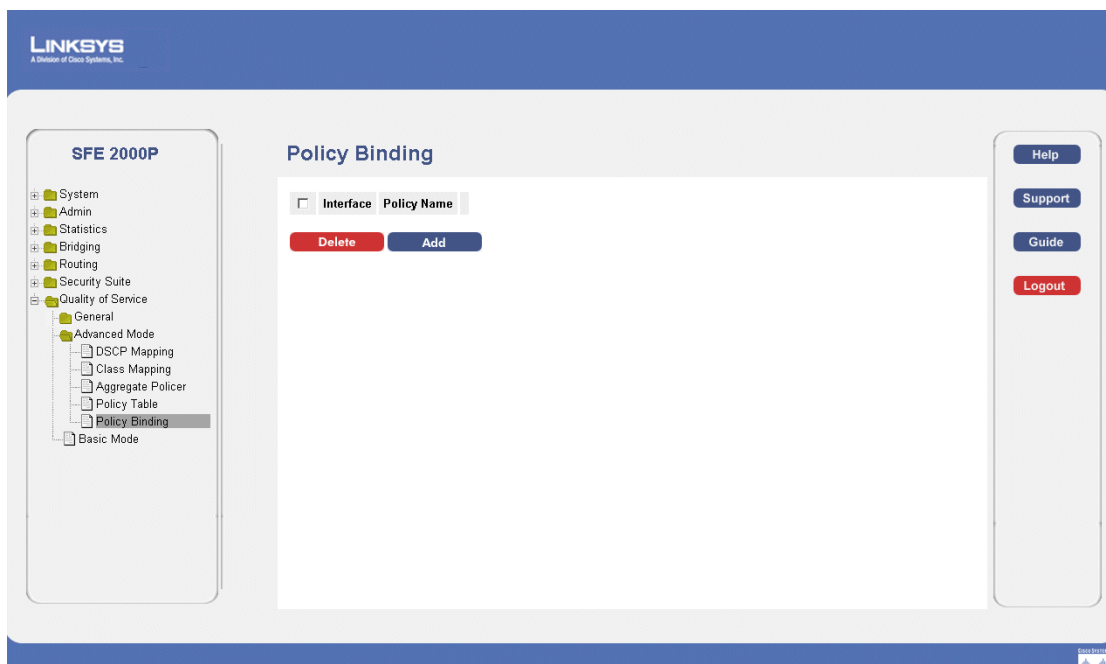 LINKSYS
A Division of Cisco Systems, Inc.
SFE 2000P
System
Admin
Statistics
Bridging
Routing
Security Suite
Quality of Service
General
Advanced Mode
DSCP Mapping
Class Mapping
Aggregate Policer
Policy Table
Policy Binding
Basic Mode
Policy Binding
Interface Policy Name
Delete Add
Help
Support
Guide
Logout